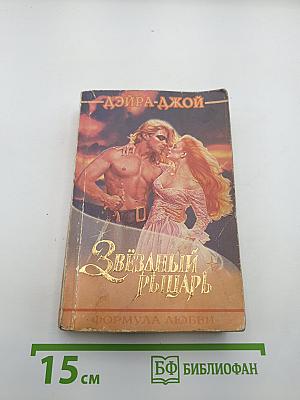 ДЭЙРА-ДЖОЙ
ЗВЁЗДНЫЙ
РЫЦАРЬ
ФОРМУЛА ЛЮБВИ
15 см
БФ БИБЛИОФАН